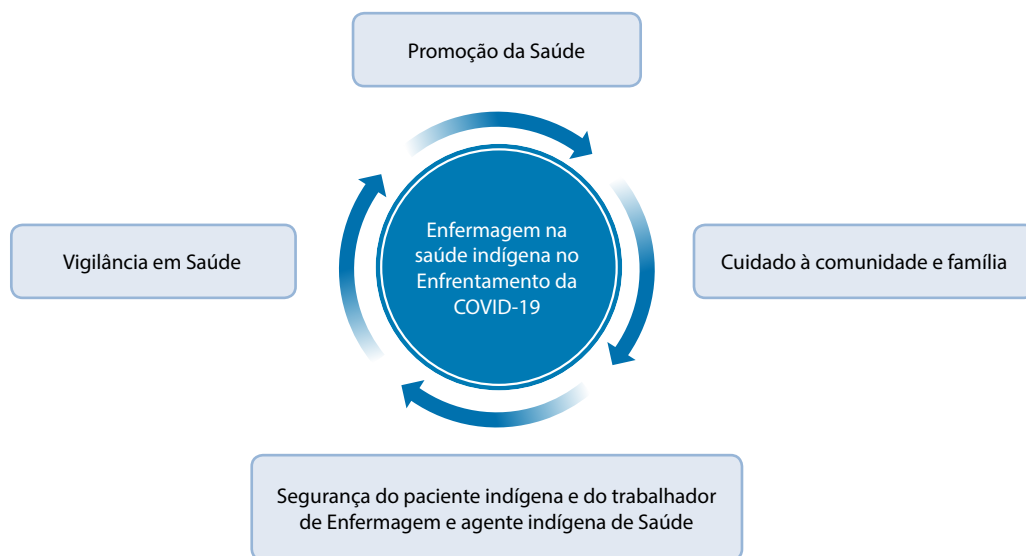 Promoção da Saúde
Enfermagem na
saúde indígena no
Enfrentamento da
COVID-19
Vigilância em Saúde
Cuidado à comunidade e família
Segurança do paciente indígena e do trabalhador
de Enfermagem e agente indígena de Saúde